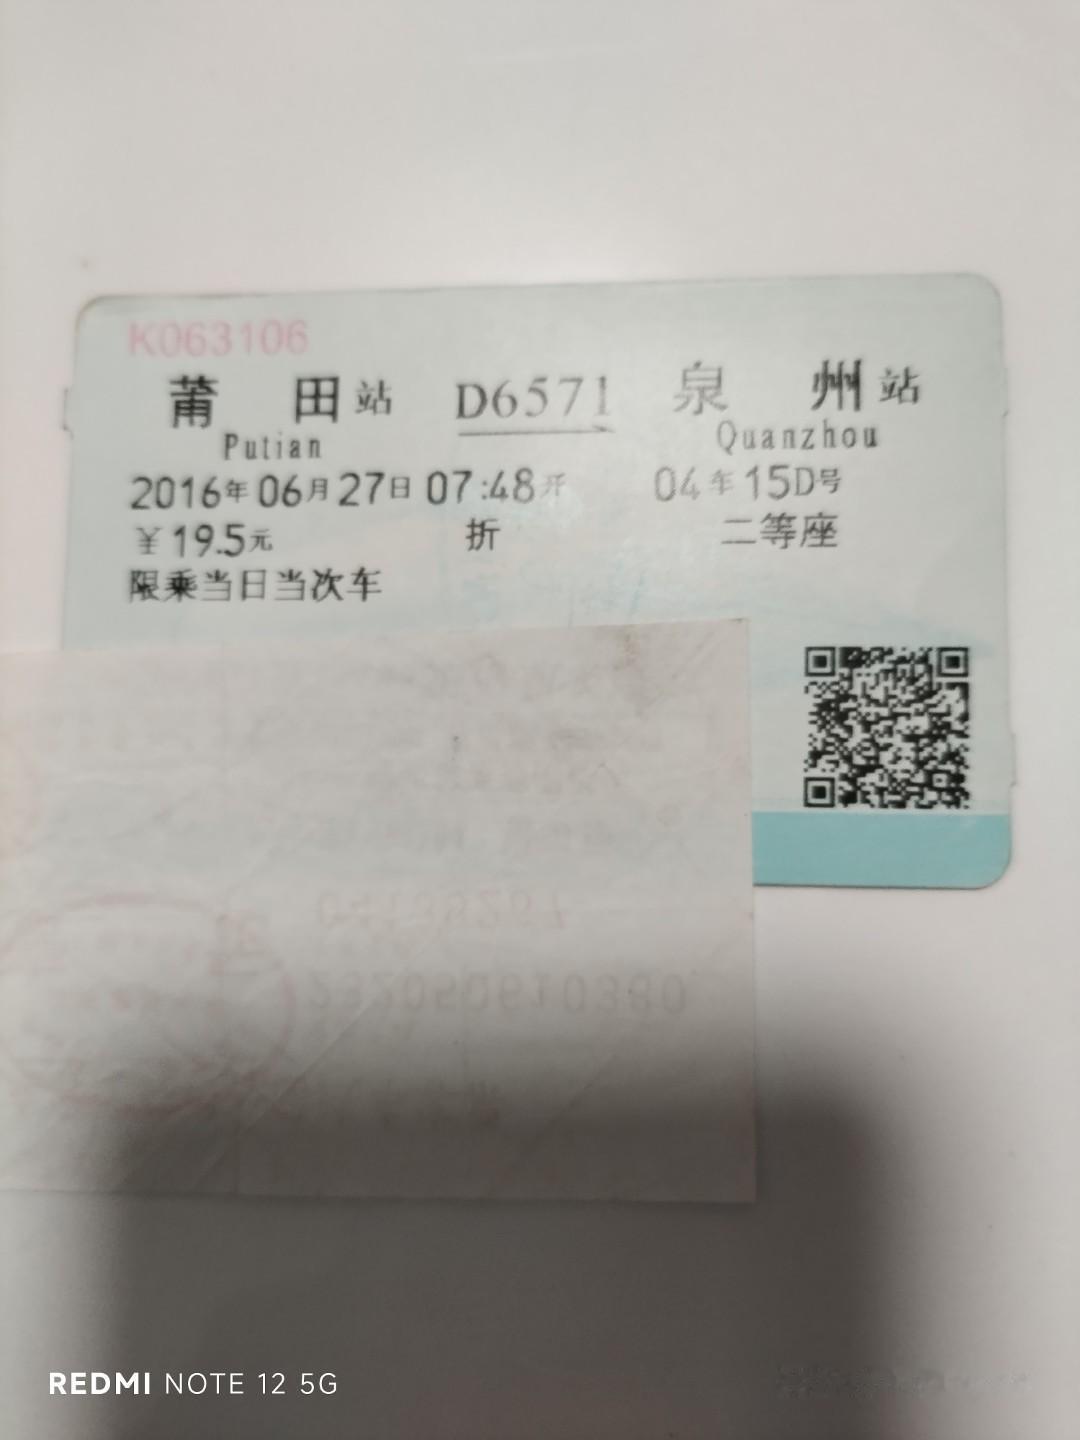 K063106
莆 田站 D6571 泉 州站
Putian Quanzhou
2016年06月27日07:48开 04车15D号
¥19.5元 折 二等座
限乘当日当次车
REDMI NOTE 12 5G